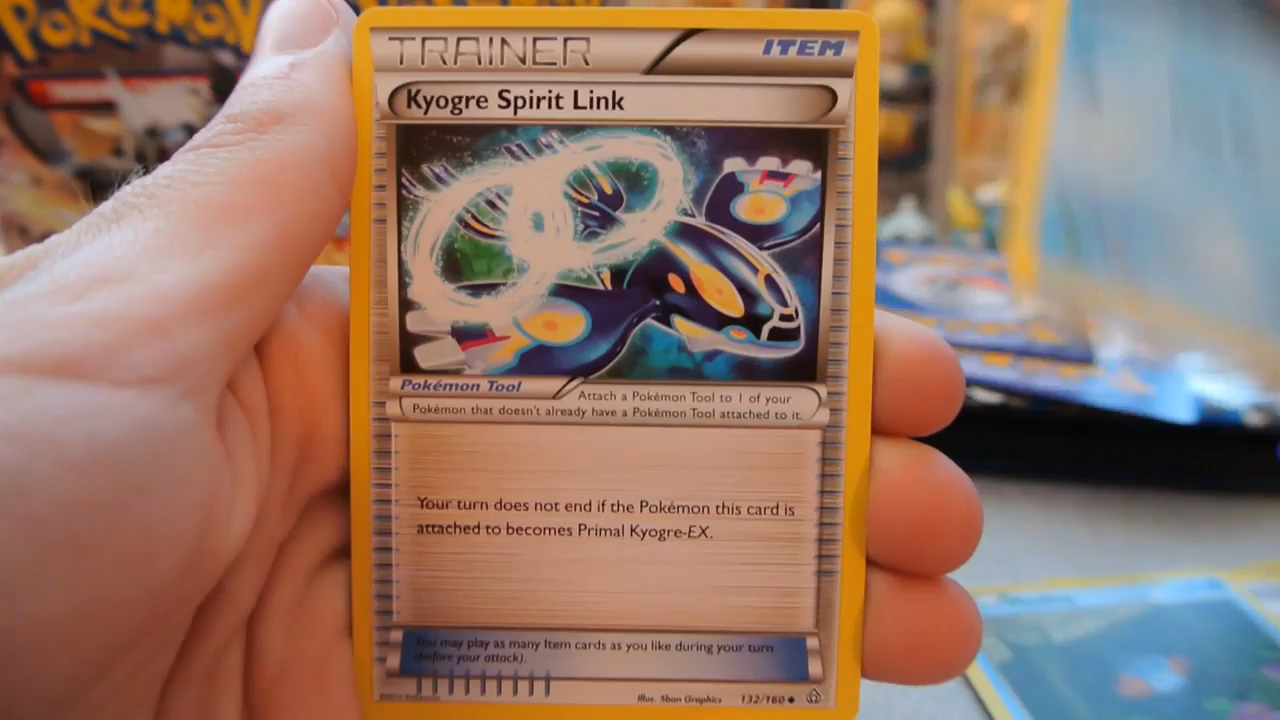 POKÉMON
TRAINER ITEM
Kyogre Spirit Link
Pokémon Tool
Attach a Pokémon Tool to 1 of your
Pokémon that doesn't already have a Pokémon Tool attached to it.
Your turn does not end if the Pokémon this card is
attached to becomes Primal Kyogre-EX.
You may play as many Item cards as you like during your turn
(before your attack).
Illus. 5ban Graphics 132/160